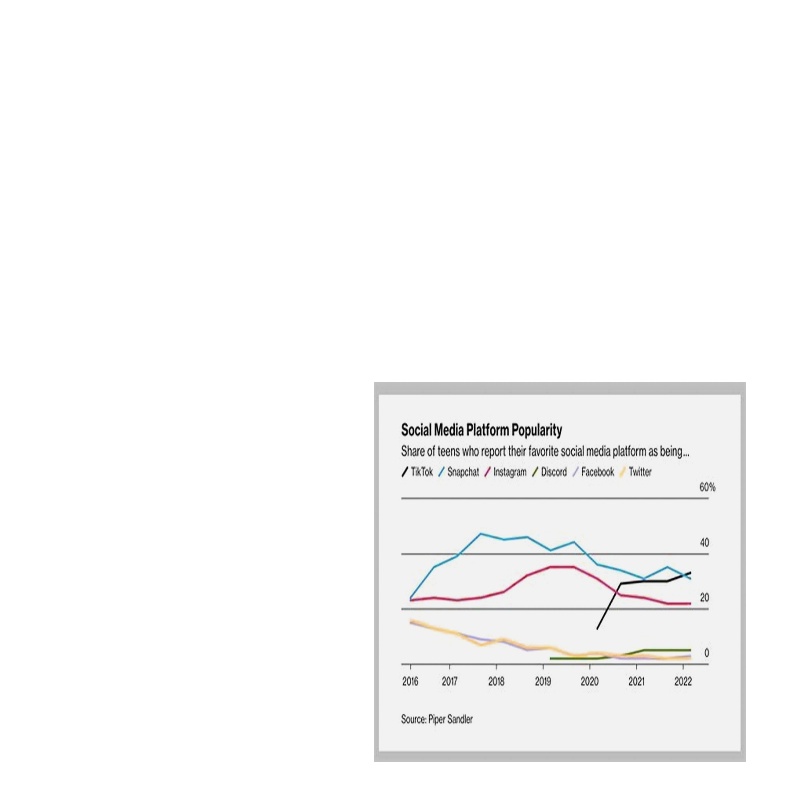 Social Media Platform Popularity
Share of teens who report their favorite social media platform as being...
TikTok Snapchat Instagram Discord Facebook Twitter
60%
40
20
0
2016 2017 2018 2019 2020 2021 2022
Source: Piper Sandler